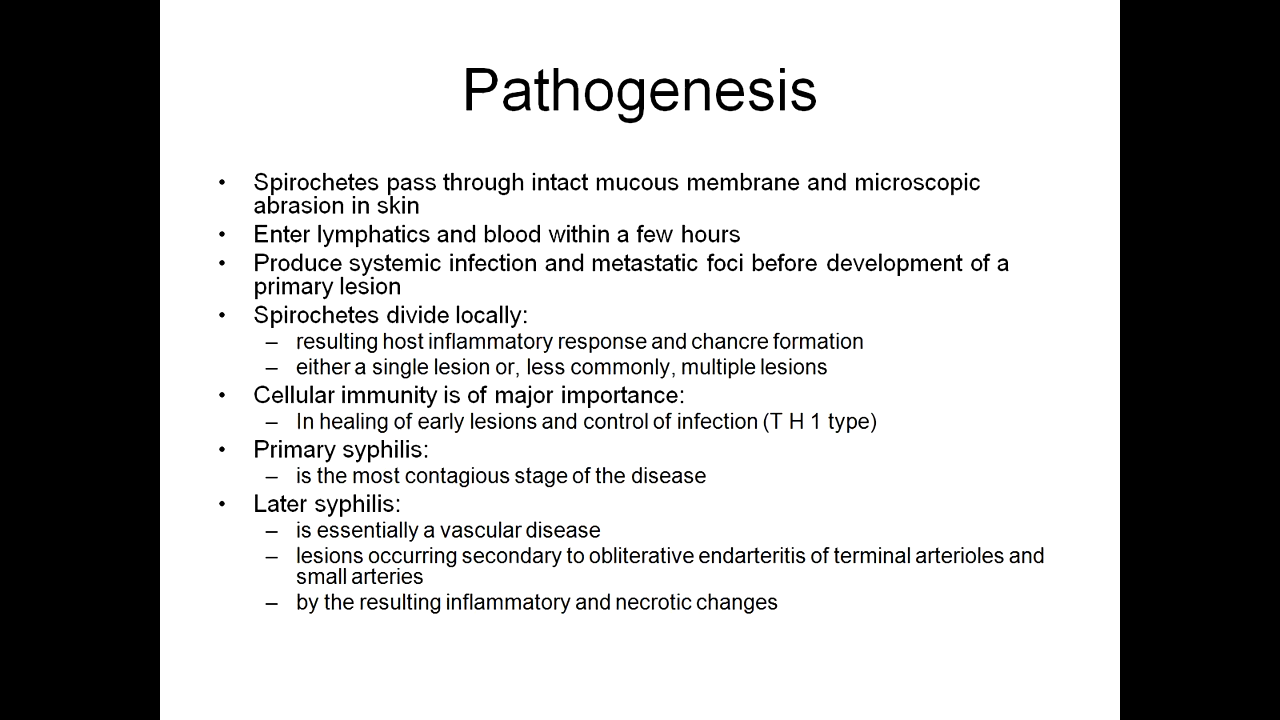 Pathogenesis
• Spirochetes pass through intact mucous membrane and microscopic
abrasion in skin
• Enter lymphatics and blood within a few hours
• Produce systemic infection and metastatic foci before development of a
primary lesion
• Spirochetes divide locally:
– resulting host inflammatory response and chancre formation
– either a single lesion or, less commonly, multiple lesions
• Cellular immunity is of major importance:
– In healing of early lesions and control of infection (T H 1 type)
• Primary syphilis:
– is the most contagious stage of the disease
• Later syphilis:
– is essentially a vascular disease
– lesions occurring secondary to obliterative endarteritis of terminal arterioles and
small arteries
– by the resulting inflammatory and necrotic changes